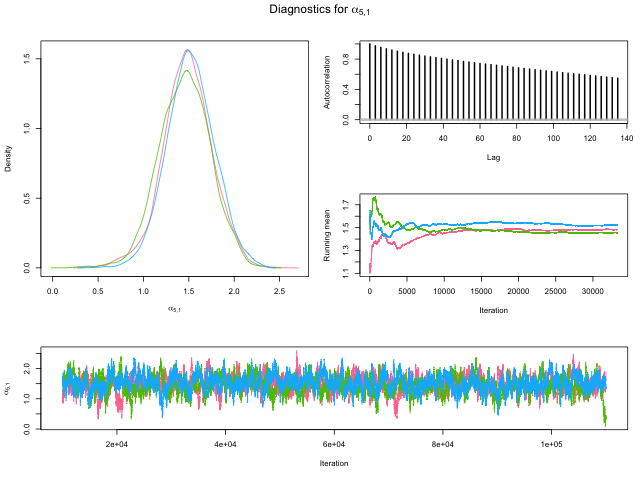 Diagnostics for α5,1
Density
0.0 0.5 1.0 1.5
0.0 0.5 1.0 1.5 2.0 2.5
α5,1
Autocorrelation
0.0 0.4 0.8
0 20 40 60 80 100 120 140
Lag
Running mean
1.1 1.3 1.5 1.7
0 5000 10000 15000 20000 25000 30000
Iteration
α5,1
0.0 1.0 2.0
2e+04 4e+04 6e+04 8e+04 1e+05
Iteration